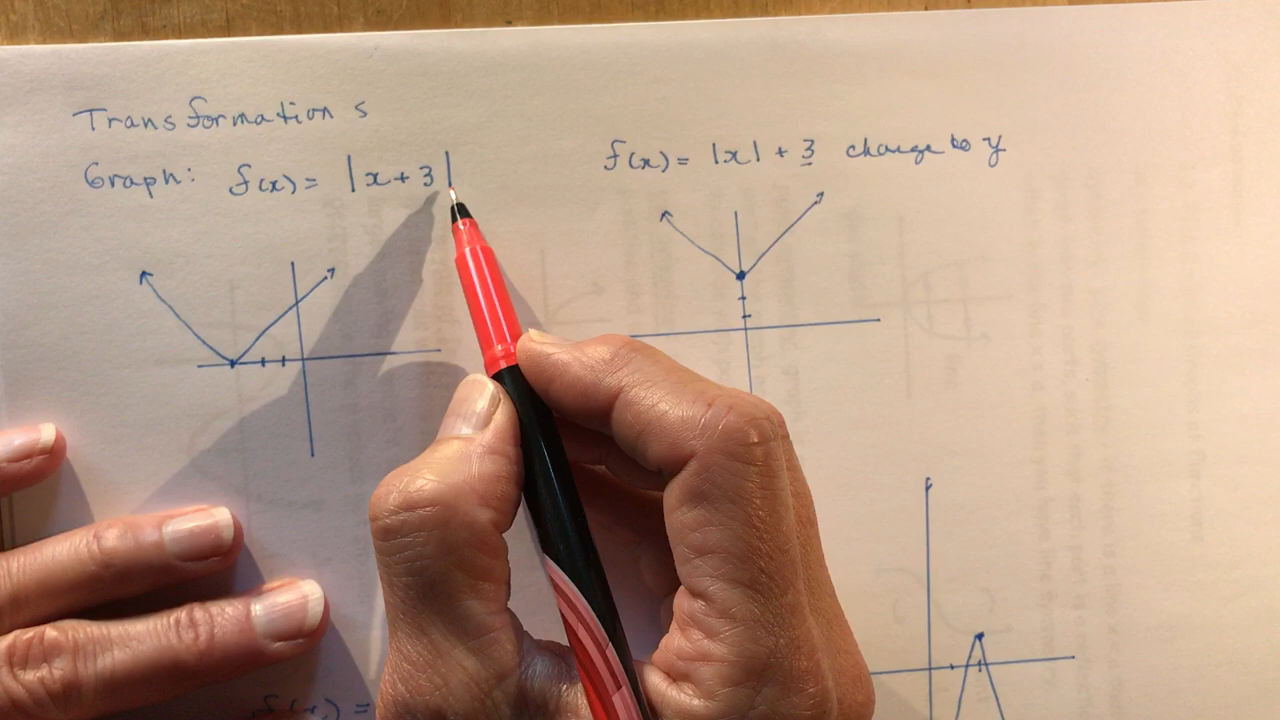 Transformations
Graph: f(x) = |x+3|
f(x) = |x| + 3 change to y
f(x) =